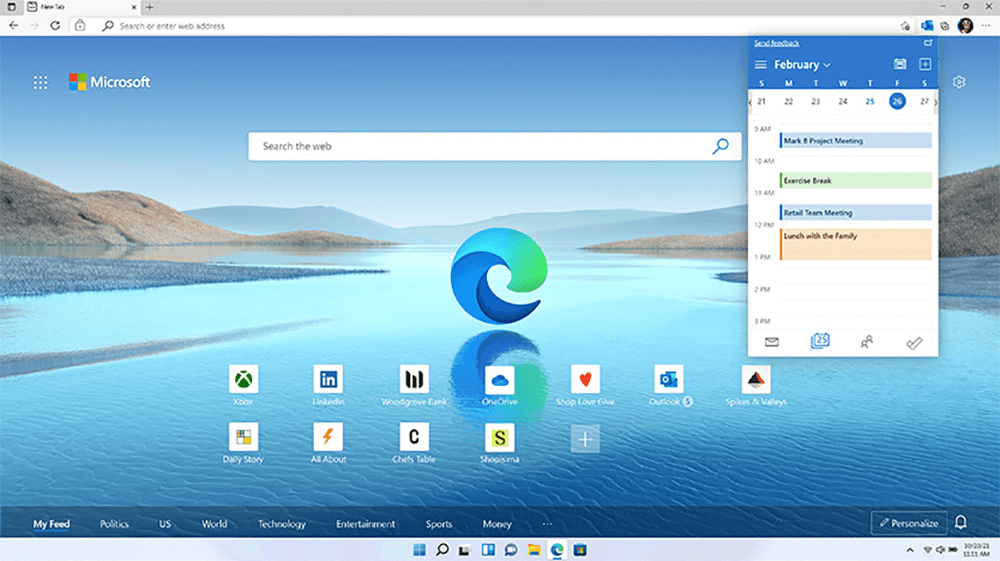 New Tab
Search or enter web address
Send feedback
Microsoft
February
S M T W T F S
21 22 23 24 25 26 27
Search the web
9 AM
Mark 8 Project Meeting
10 AM
Exercise Break
11 AM
Retail Team Meeting
12 PM
Lunch with the Family
1 PM
2 PM
3 PM
25
Xbox
LinkedIn
Woodgrove Bank
OneDrive
Shop Love Give
Outlook
Spikes & Valleys
C
S
Daily Story
All About
Chefs Table
Shopisima
My Feed Politics US World Technology Entertainment Sports Money ...
Personalize
11:11 AM